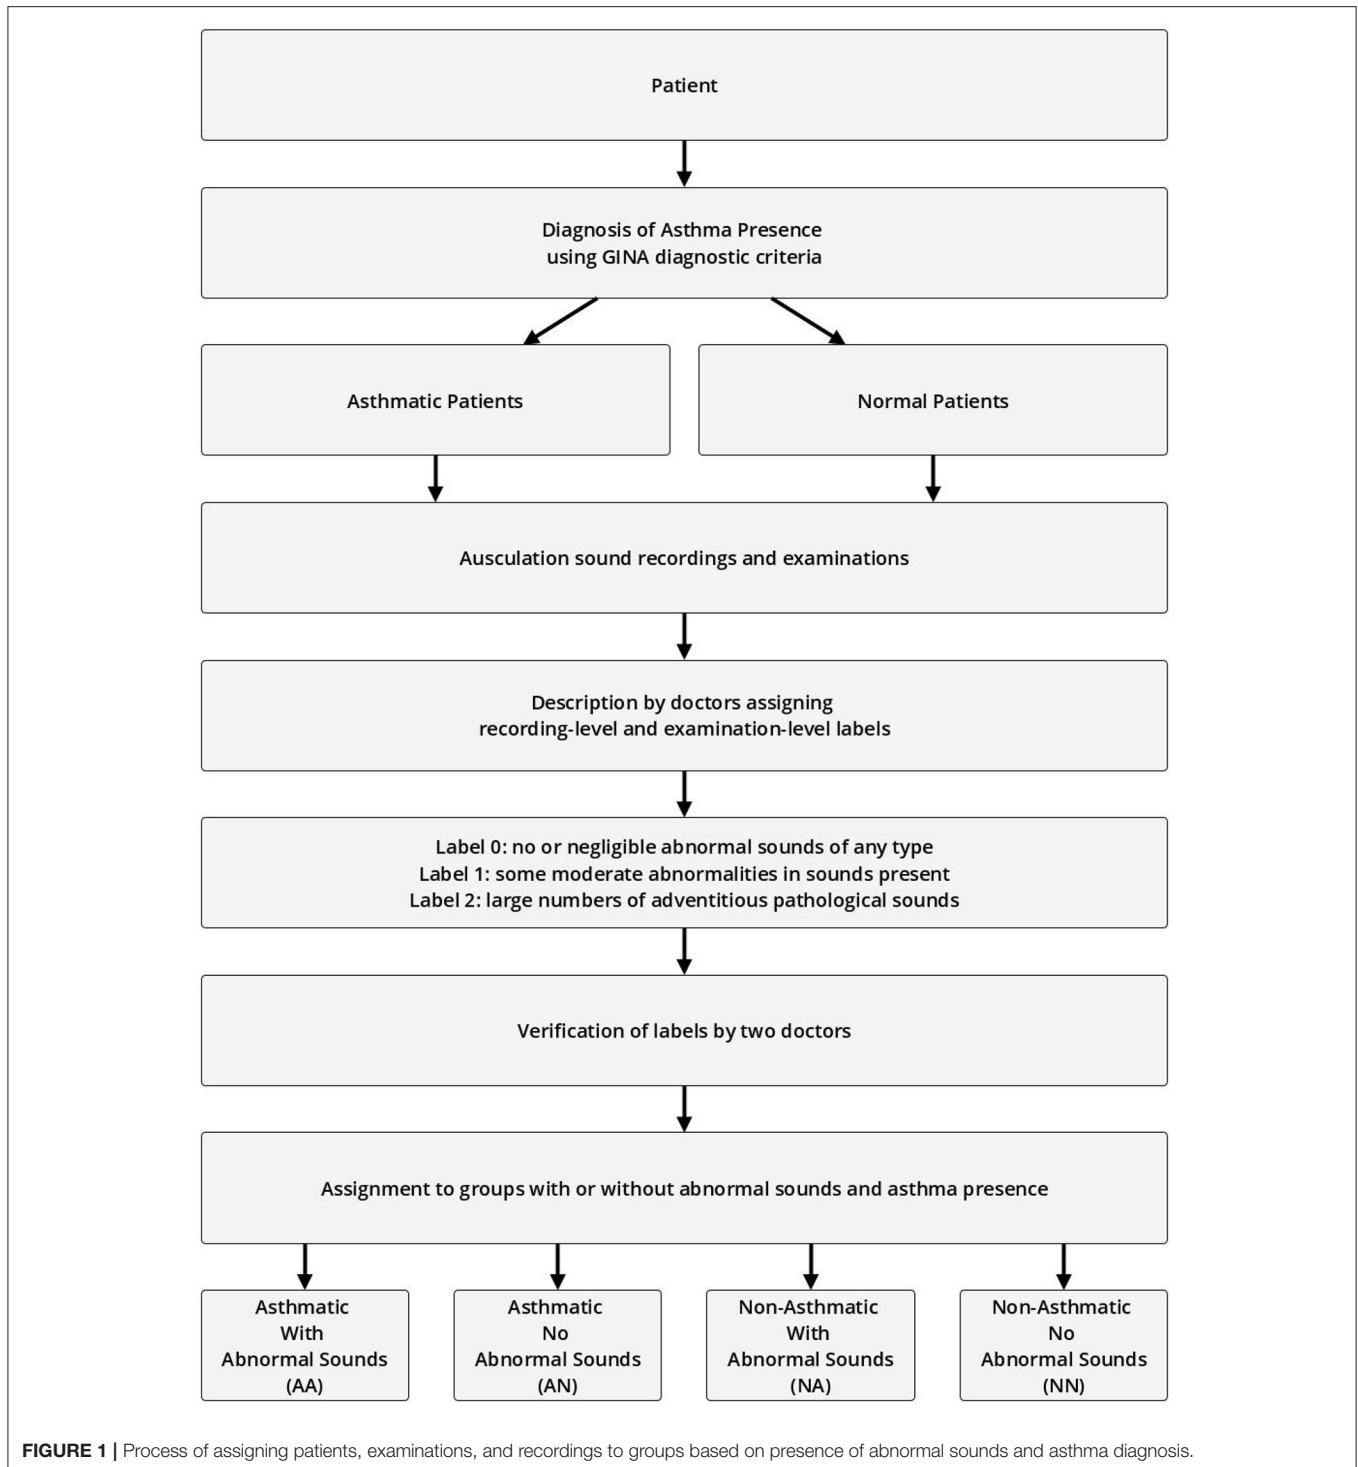 Patient
Diagnosis of Asthma Presence
using GINA diagnostic criteria
Asthmatic Patients
Normal Patients
Ausculation sound recordings and examinations
Description by doctors assigning
recording-level and examination-level labels
Label 0: no or negligible abnormal sounds of any type
Label 1: some moderate abnormalities in sounds present
Label 2: large numbers of adventitious pathological sounds
Verification of labels by two doctors
Assignment to groups with or without abnormal sounds and asthma presence
Asthmatic
With
Abnormal Sounds
(AA)
Asthmatic
No
Abnormal Sounds
(AN)
Non-Asthmatic
With
Abnormal Sounds
(NA)
Non-Asthmatic
No
Abnormal Sounds
(NN)
FIGURE 1 | Process of assigning patients, examinations, and recordings to groups based on presence of abnormal sounds and asthma diagnosis.